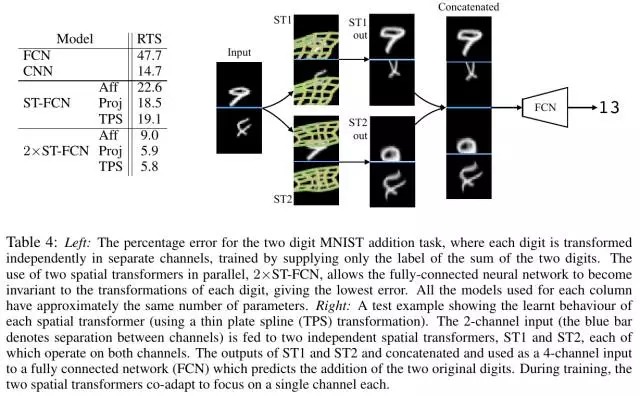 Model RTS
FCN 47.7
CNN 14.7
ST-FCN Aff 22.6
Proj 18.5
TPS 19.1
2×ST-FCN Aff 9.0
Proj 5.9
TPS 5.8
Input
ST1
ST1
out
ST2
out
ST2
Concatenated
FCN
13
Table 4: Left: The percentage error for the two digit MNIST addition task, where each digit is transformed
independently in separate channels, trained by supplying only the label of the sum of the two digits. The
use of two spatial transformers in parallel, 2×ST-FCN, allows the fully-connected neural network to become
invariant to the transformations of each digit, giving the lowest error. All the models used for each column
have approximately the same number of parameters. Right: A test example showing the learnt behaviour of
each spatial transformer (using a thin plate spline (TPS) transformation). The 2-channel input (the blue bar
denotes separation between channels) is fed to two independent spatial transformers, ST1 and ST2, each of
which operate on both channels. The outputs of ST1 and ST2 and concatenated and used as a 4-channel input
to a fully connected network (FCN) which predicts the addition of the two original digits. During training, the
two spatial transformers co-adapt to focus on a single channel each.